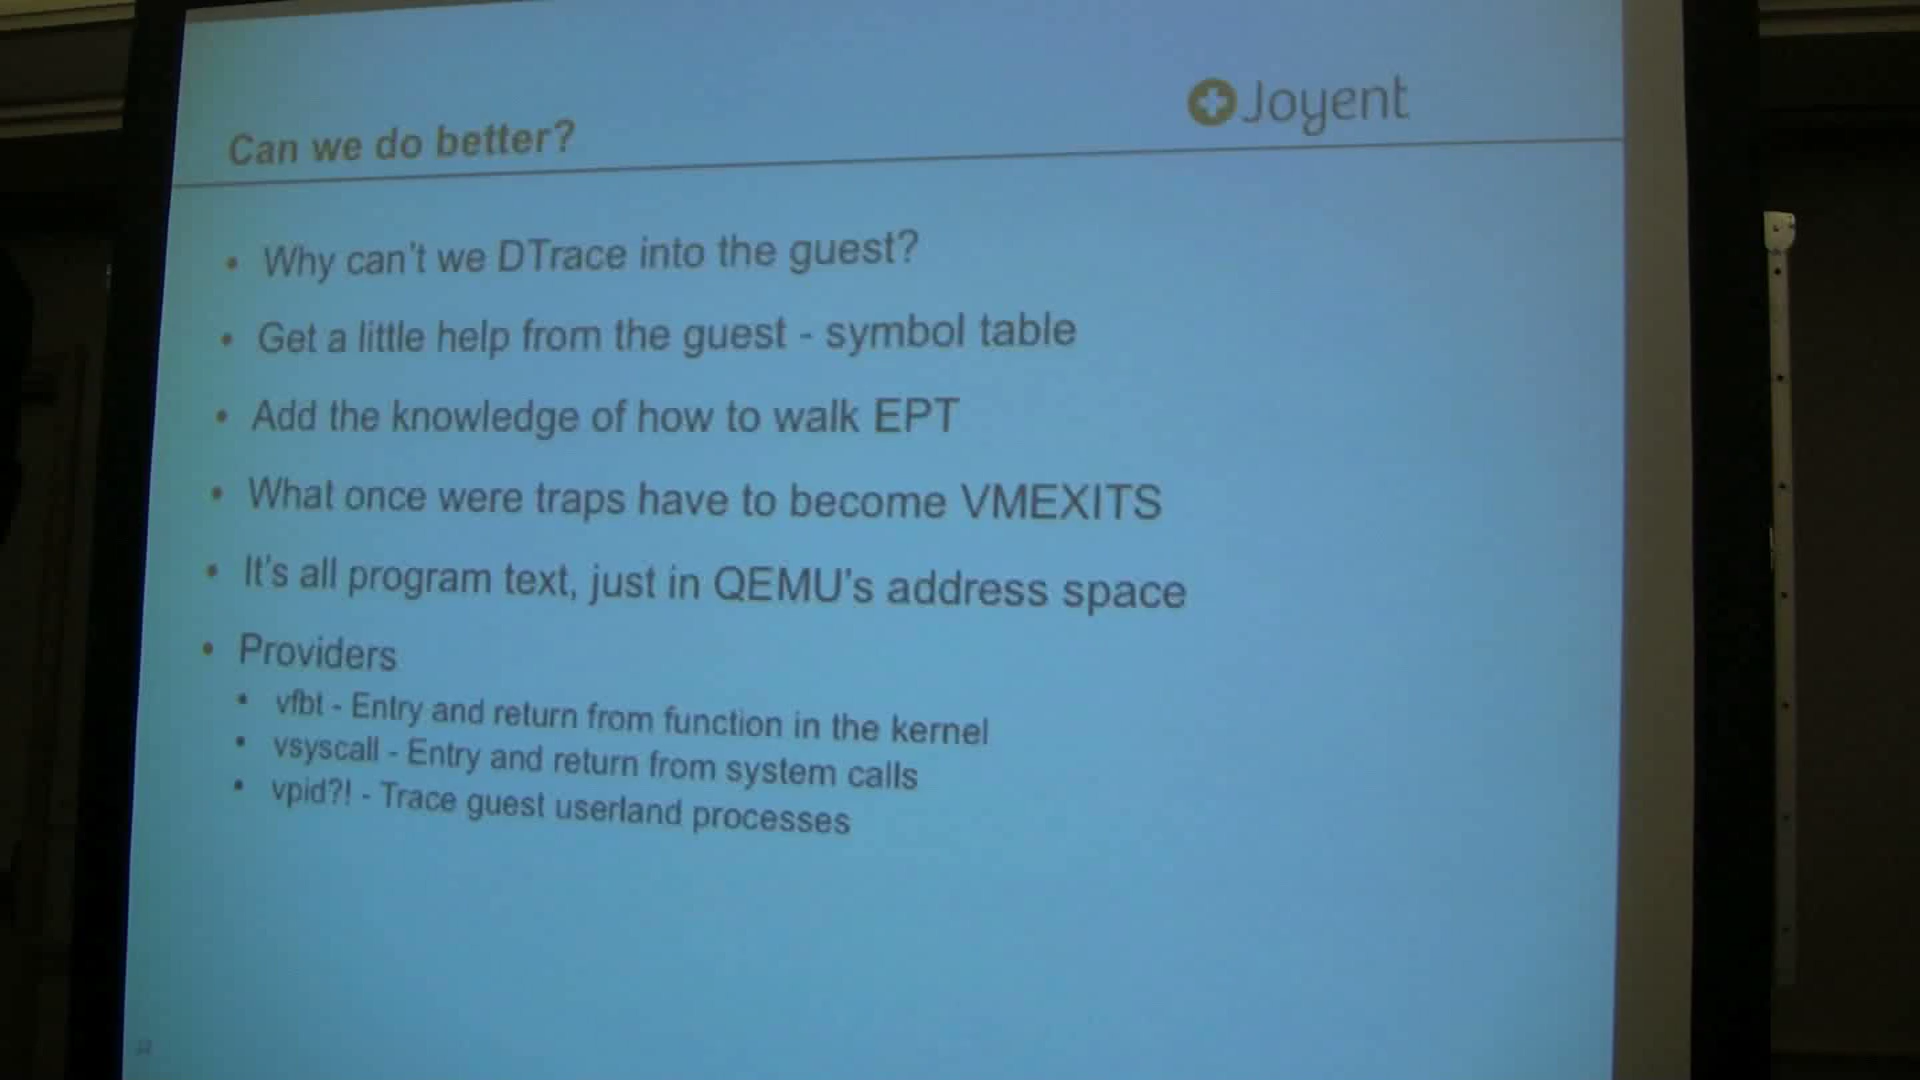 Joyent
Can we do better?
• Why can't we DTrace into the guest?
• Get a little help from the guest - symbol table
• Add the knowledge of how to walk EPT
• What once were traps have to become VMEXITS
• It's all program text, just in QEMU's address space
• Providers
• vfbt - Entry and return from function in the kernel
• vsyscall - Entry and return from system calls
• vpid?! - Trace guest userland processes